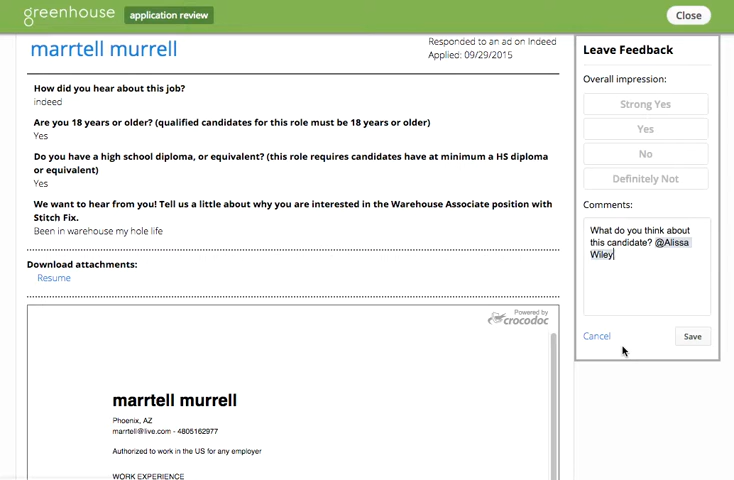 greenhouse application review Close
marrtell murrell
Responded to an ad on Indeed
Applied: 09/29/2015
How did you hear about this job?
indeed
Are you 18 years or older? (qualified candidates for this role must be 18 years or older)
Yes
Do you have a high school diploma, or equivalent? (this role requires candidates have at minimum a HS diploma
or equivalent)
Yes
We want to hear from you! Tell us a little about why you are interested in the Warehouse Associate position with
Stitch Fix.
Been in warehouse my hole life
Download attachments:
Resume
Powered by
crocodoc
marrtell murrell
Phoenix, AZ
marrtell@live.com - 4805162977
Authorized to work in the US for any employer
WORK EXPERIENCE
Leave Feedback
Overall impression:
Strong Yes
Yes
No
Definitely Not
Comments:
What do you think about
this candidate? @Alissa
Wiley
Cancel Save